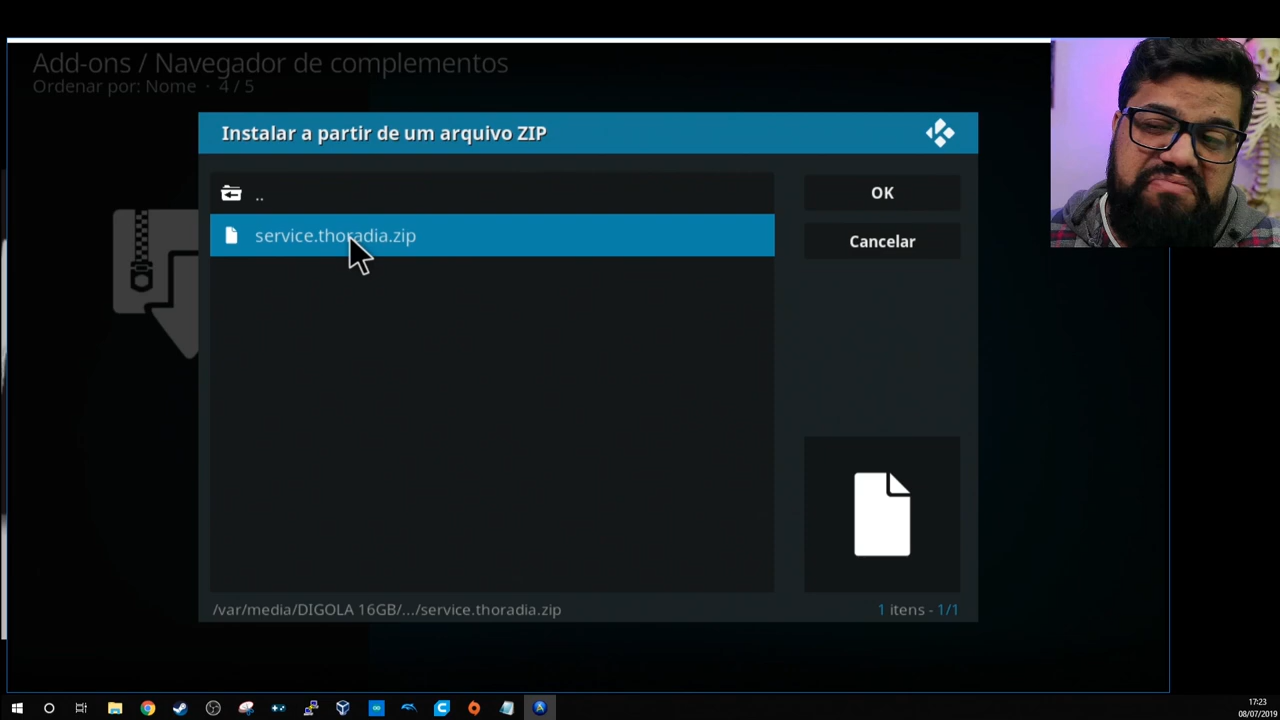 Add-ons / Navegador de complementos
Ordenar por: Nome · 4 / 5
Instalar a partir de um arquivo ZIP
..
service.thoradia.zip
OK
Cancelar
/var/media/DIGOLA 16GB/.../service.thoradia.zip
1 itens - 1/1
17:23
08/07/2019